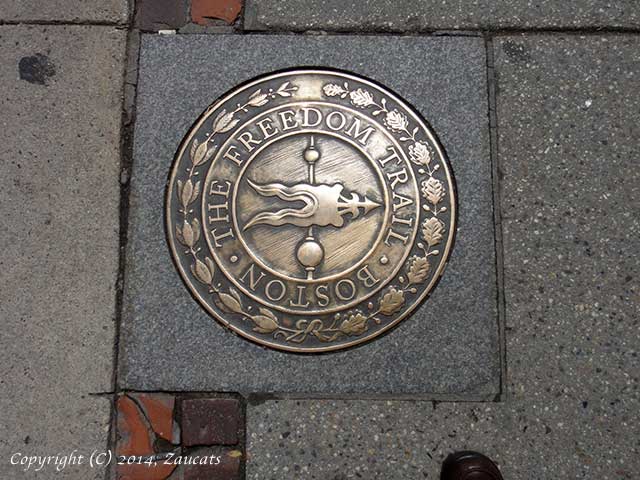 THE FREEDOM TRAIL
BOSTON
Copyright (C) 2014, Zaucats